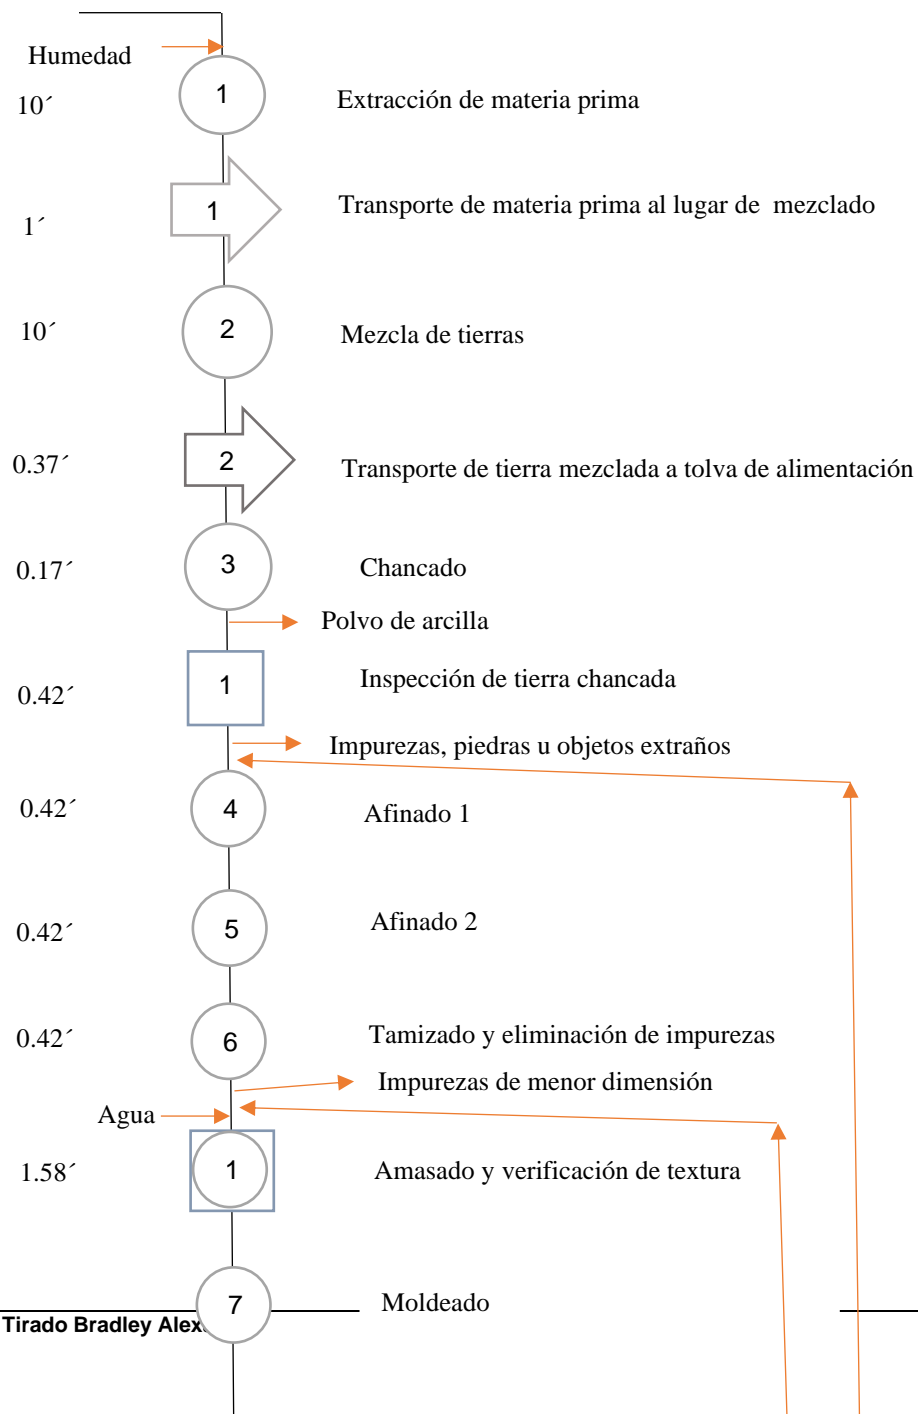 Humedad
10´ 1 Extracción de materia prima
1´ 1 Transporte de materia prima al lugar de mezclado
10´ 2 Mezcla de tierras
0.37´ 2 Transporte de tierra mezclada a tolva de alimentación
0.17´ 3 Chancado
Polvo de arcilla
0.42´ 1 Inspección de tierra chancada
Impurezas, piedras u objetos extraños
0.42´ 4 Afinado 1
0.42´ 5 Afinado 2
0.42´ 6 Tamizado y eliminación de impurezas
Impurezas de menor dimensión
Agua
1.58´ 1 Amasado y verificación de textura
7 Moldeado
Tirado Bradley